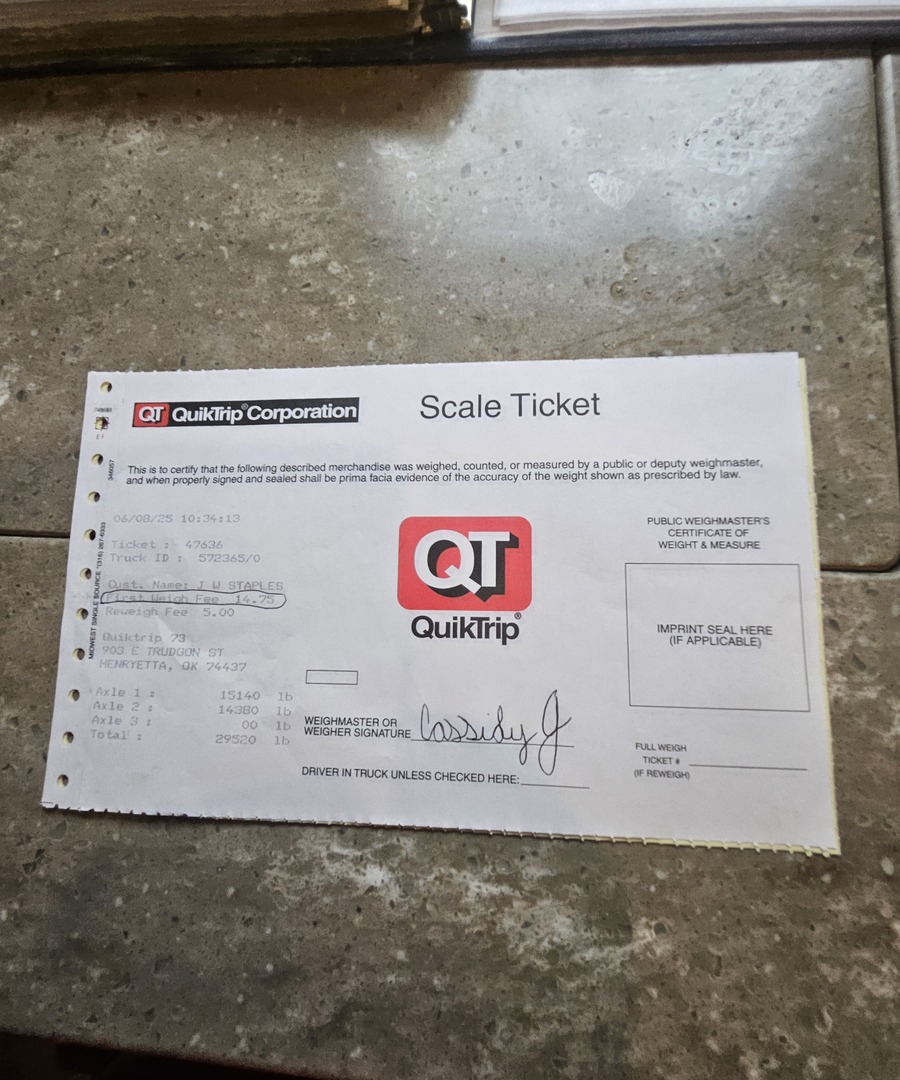 QT QuikTrip® Corporation
Scale Ticket
This is to certify that the following described merchandise was weighed, counted, or measured by a public or deputy weighmaster,
and when properly signed and sealed shall be prima facia evidence of the accuracy of the weight shown as prescribed by law.
346057
MIDWEST SINGLE SOURCE (316) 267-6333
06/08/25 10:34:13
Ticket : 47636
Truck ID : 572365/0
Cust. Name: J W STAPLES
First Weigh Fee 14.75
Reweigh Fee 5.00
Quiktrip 73
903 E TRUDGON ST
HENRYETTA, OK 74437
Axle 1 : 15140 lb
Axle 2 : 14380 lb
Axle 3 : 00 lb
Total : 29520 lb
QT
QuikTrip®
WEIGHMASTER OR
WEIGHER SIGNATURE Cassidy J
DRIVER IN TRUCK UNLESS CHECKED HERE:
PUBLIC WEIGHMASTER'S
CERTIFICATE OF
WEIGHT & MEASURE
IMPRINT SEAL HERE
(IF APPLICABLE)
FULL WEIGH
TICKET #
(IF REWEIGH)